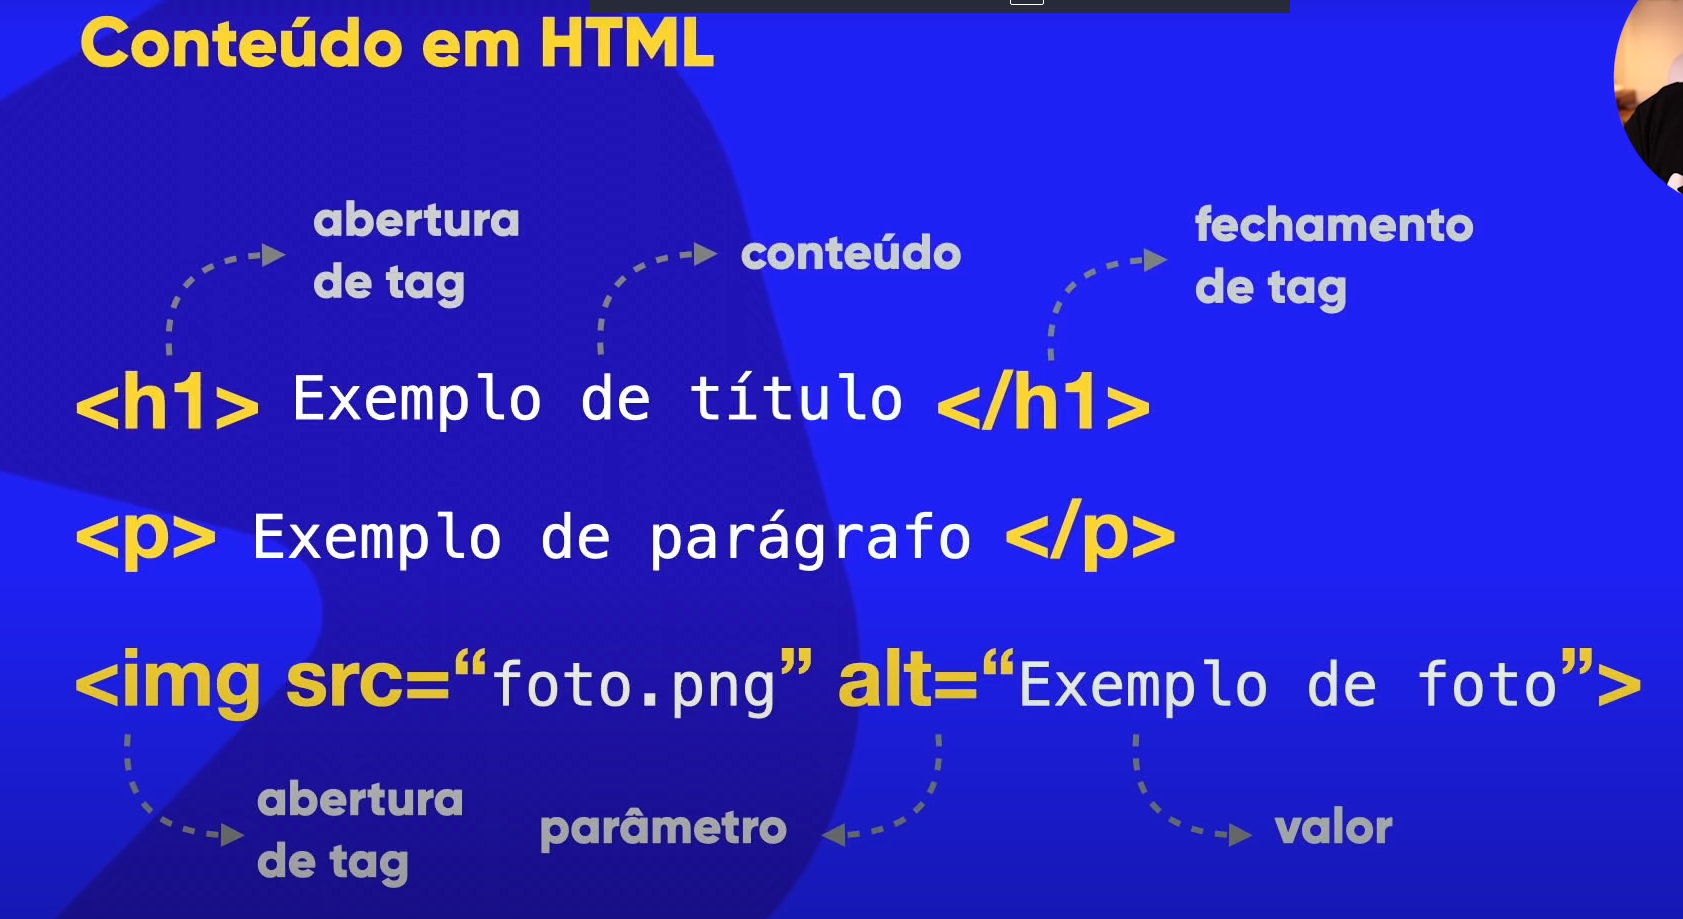 Conteúdo em HTML
abertura
de tag
conteúdo
fechamento
de tag
<h1> Exemplo de título </h1>
<p> Exemplo de parágrafo </p>
<img src=“foto.png” alt=“Exemplo de foto”>
abertura
de tag
parâmetro
valor